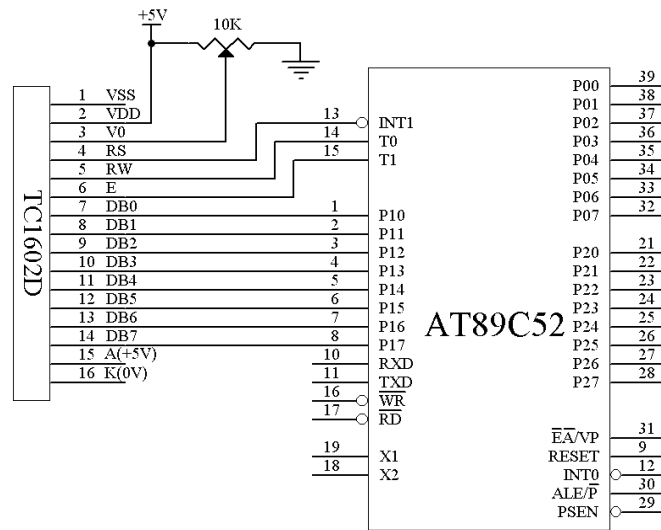 +5V
10K
TC1602D
1 VSS
2 VDD
3 V0
4 RS
5 RW
6 E
7 DB0
8 DB1
9 DB2
10 DB3
11 DB4
12 DB5
13 DB6
14 DB7
15 A(+5V)
16 K(0V)
AT89C52
13 INT1
14 T0
15 T1
1 P10
2 P11
3 P12
4 P13
5 P14
6 P15
7 P16
8 P17
10 RXD
11 TXD
16 WR
17 RD
19 X1
18 X2
P00 39
P01 38
P02 37
P03 36
P04 35
P05 34
P06 33
P07 32
P20 21
P21 22
P22 23
P23 24
P24 25
P25 26
P26 27
P27 28
EA/VP 31
RESET 9
INT0 12
ALE/P 30
PSEN 29